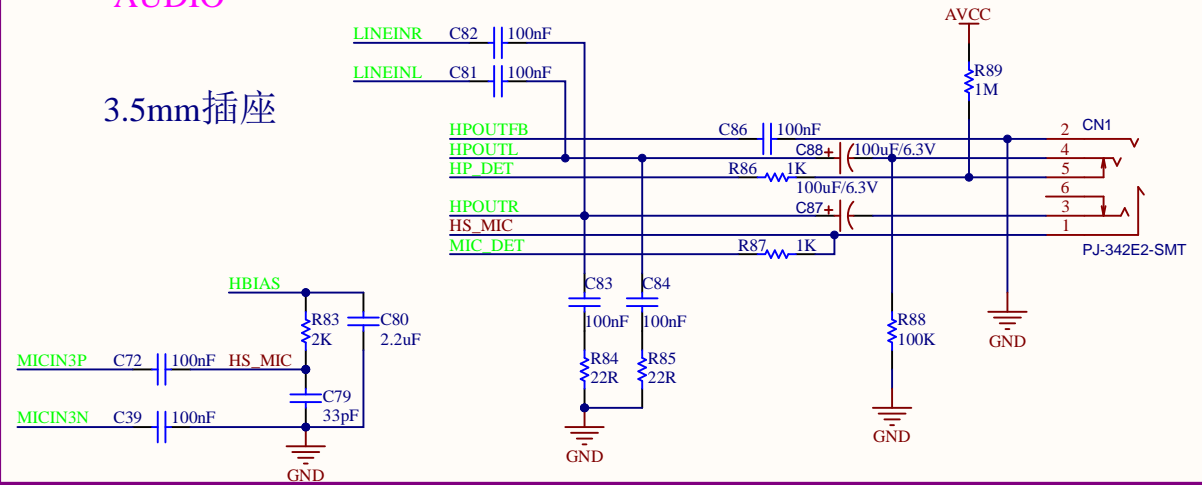 AUDIO
3.5mm插座
LINEINR C82 100nF
LINEINL C81 100nF
AVCC
R89
1M
HPOUTFB C86 100nF 2 CN1
HPOUTL C88+ 100uF/6.3V 4
HP_DET R86 1K 5
100uF/6.3V
6
HPOUTR C87+ 3
HS_MIC 1
MIC_DET R87 1K PJ-342E2-SMT
HBIAS
R83
2K
C80
2.2uF
C83
100nF
C84
100nF
R88
100K
GND
MICIN3P C72 100nF HS_MIC
R84
22R
R85
22R
C79
33pF
MICIN3N C39 100nF
GND
GND
GND